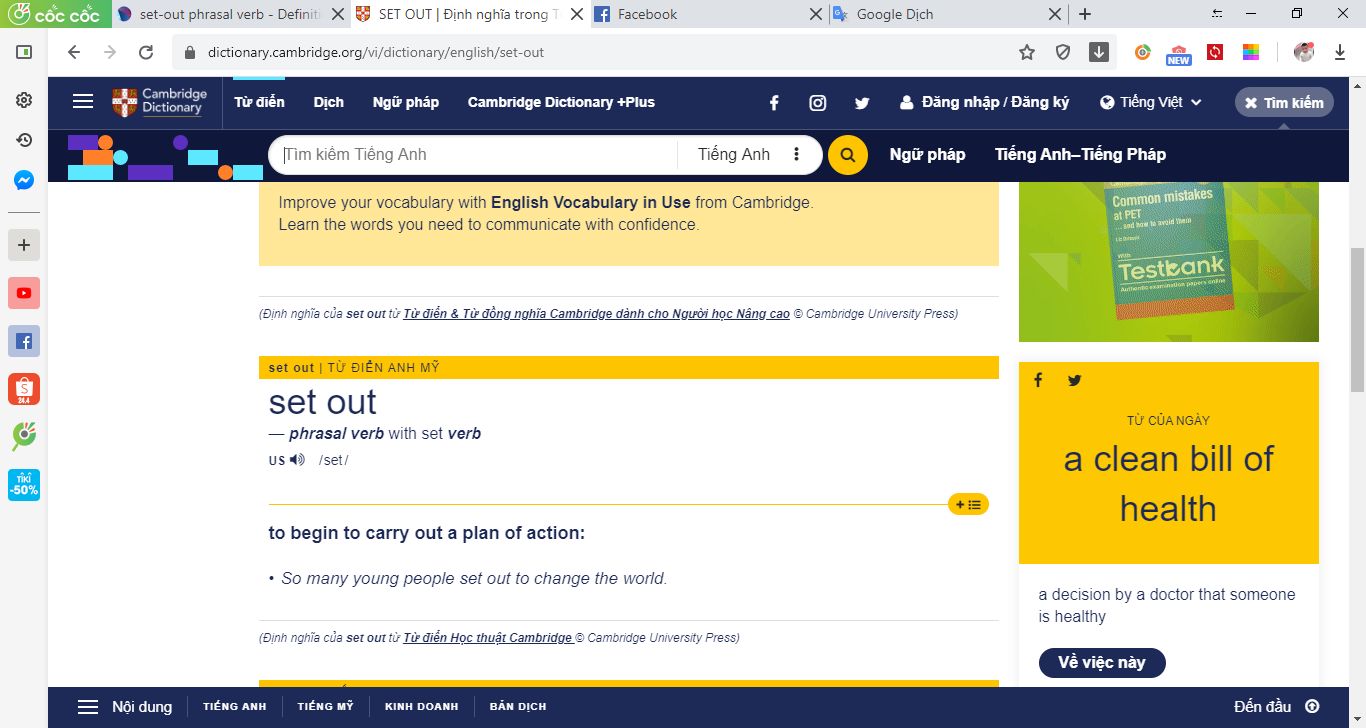 cốc cốc
set-out phrasal verb - Definiti
SET OUT | Định nghĩa trong T
Facebook
Google Dịch
dictionary.cambridge.org/vi/dictionary/english/set-out
NEW
Cambridge
Dictionary
Từ điển
Dịch
Ngữ pháp
Cambridge Dictionary +Plus
Đăng nhập / Đăng ký
Tiếng Việt
Tìm kiếm
Tìm kiếm Tiếng Anh
Tiếng Anh
Ngữ pháp
Tiếng Anh–Tiếng Pháp
Improve your vocabulary with English Vocabulary in Use from Cambridge.
Learn the words you need to communicate with confidence.
Common mistakes
at PET
... and how to avoid them
With
Testbank
Authentic examination papers online
(Định nghĩa của set out từ Từ điển & Từ đồng nghĩa Cambridge dành cho Người học Nâng cao © Cambridge University Press)
set out | TỪ ĐIỂN ANH MỸ
set out
— phrasal verb with set verb
US /set/
to begin to carry out a plan of action:
• So many young people set out to change the world.
(Định nghĩa của set out từ Từ điển Học thuật Cambridge © Cambridge University Press)
TỪ CỦA NGÀY
a clean bill of
health
a decision by a doctor that someone
is healthy
Về việc này
24.4
TIKI
-50%
Nội dung
TIẾNG ANH
TIẾNG MỸ
KINH DOANH
BẢN DỊCH
Đến đầu